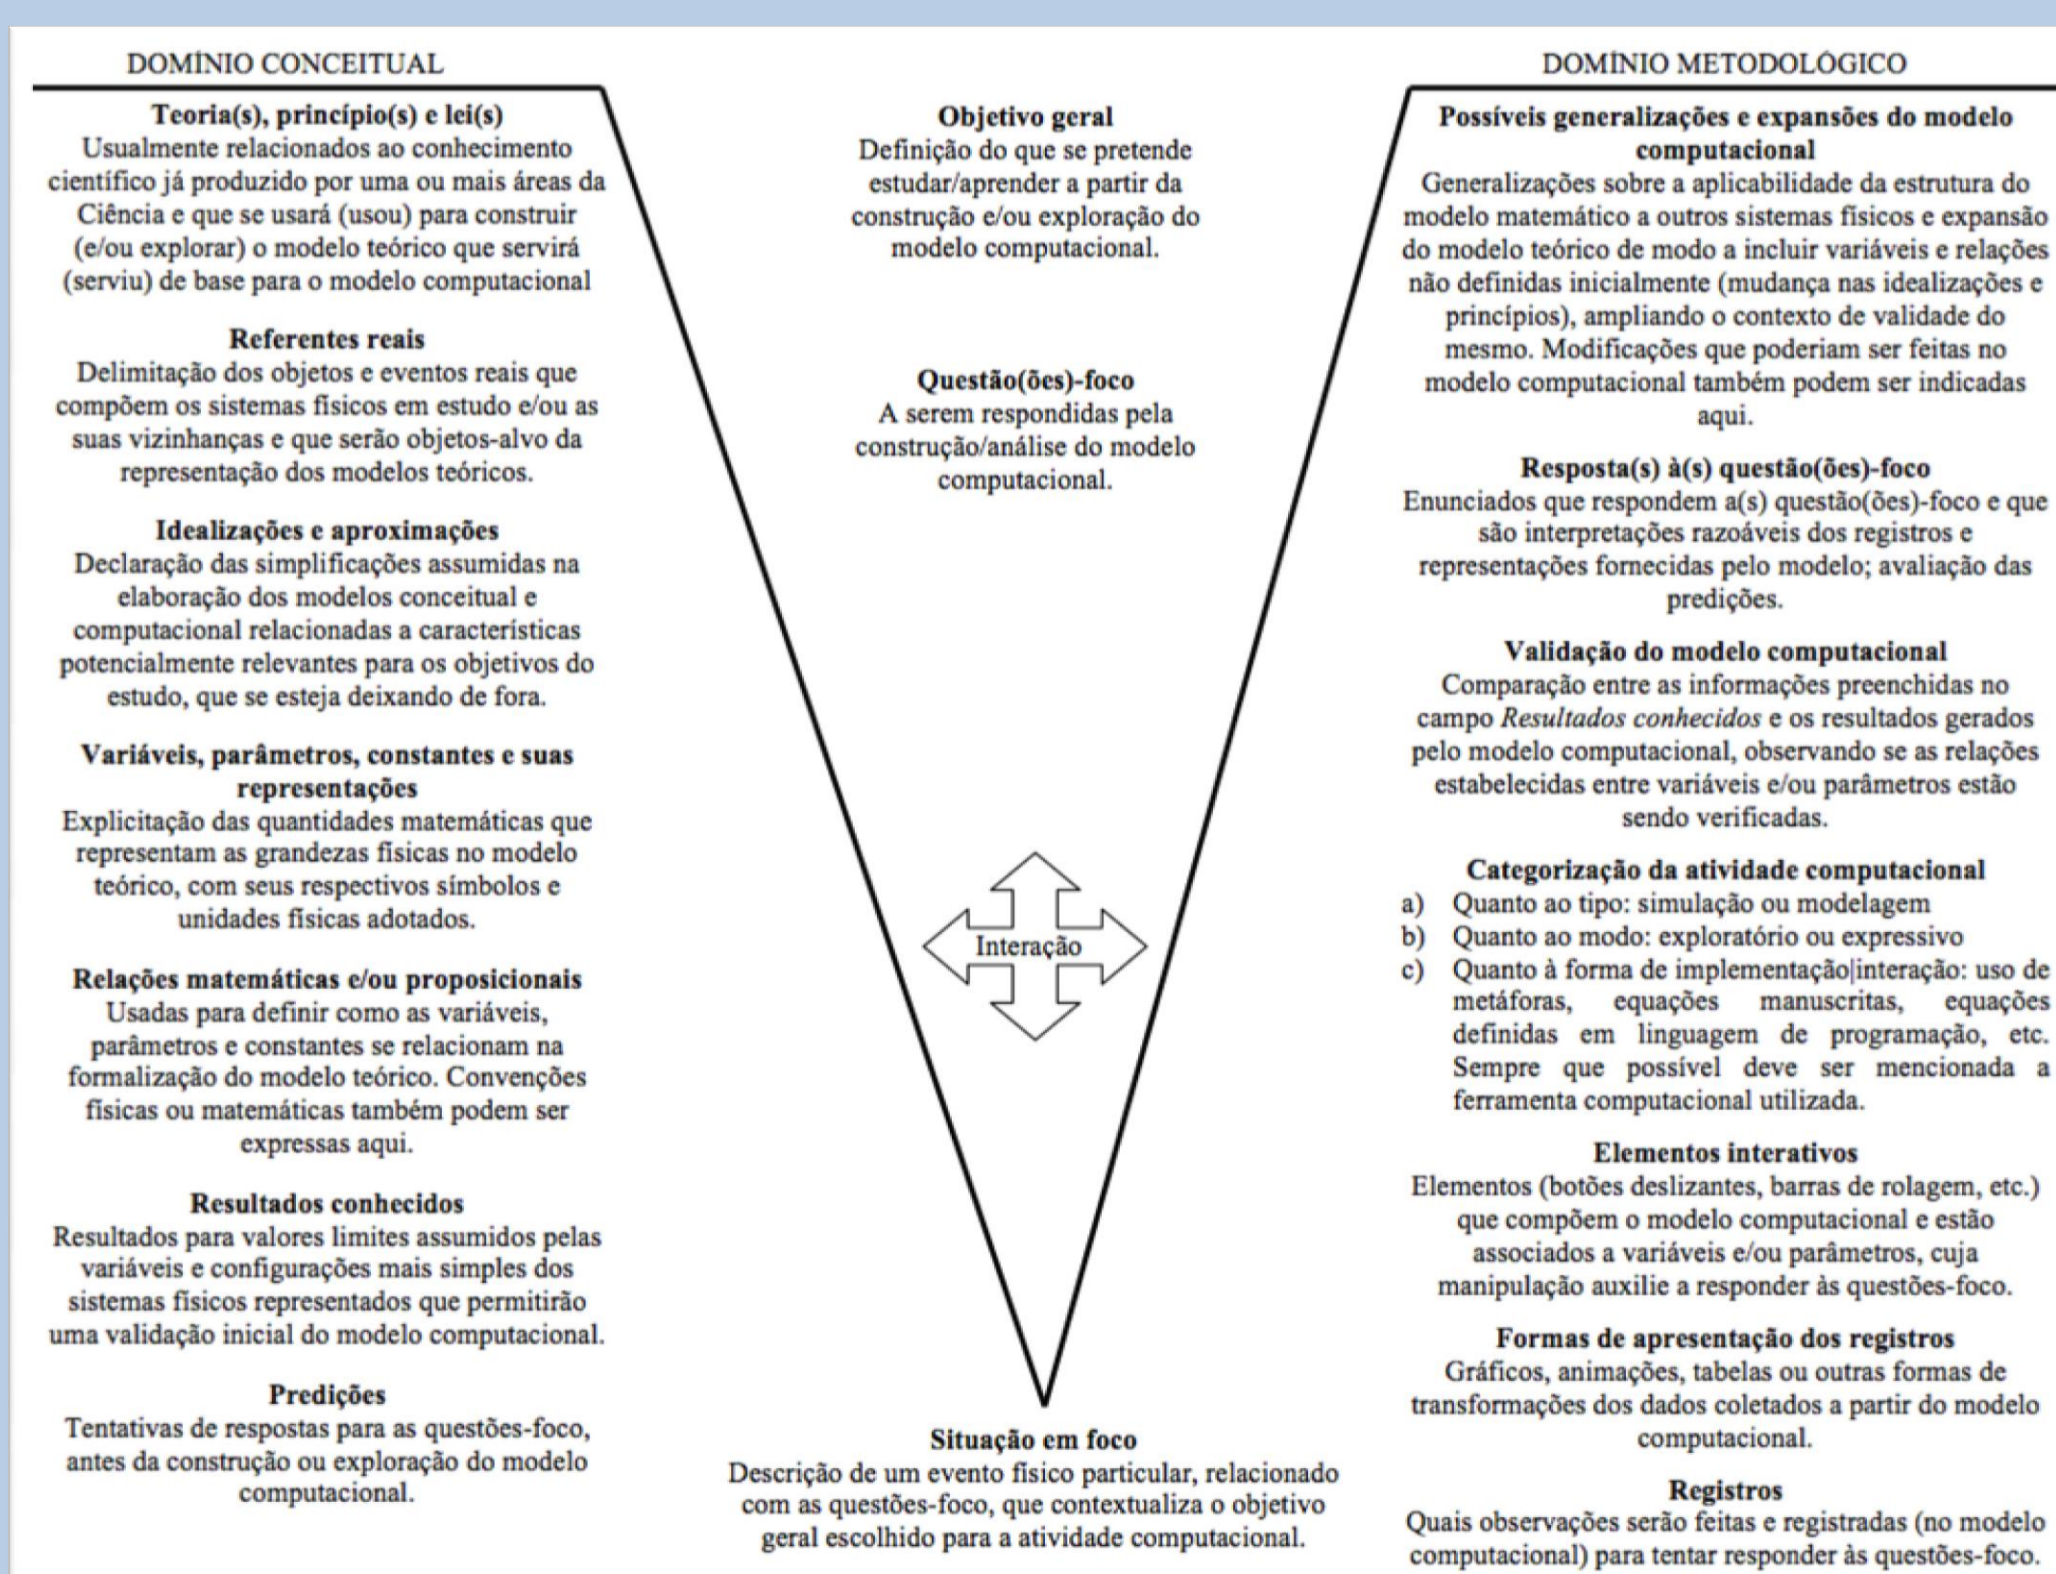 DOMÍNIO CONCEITUAL
Teoria(s), princípio(s) e lei(s)
Usualmente relacionados ao conhecimento
científico já produzido por uma ou mais áreas da
Ciência e que se usará (usou) para construir
(e/ou explorar) o modelo teórico que servirá
(serviu) de base para o modelo computacional
Referentes reais
Delimitação dos objetos e eventos reais que
compõem os sistemas físicos em estudo e/ou as
suas vizinhanças e que serão objetos-alvo da
representação dos modelos teóricos.
Idealizações e aproximações
Declaração das simplificações assumidas na
elaboração dos modelos conceitual e
computacional relacionadas a características
potencialmente relevantes para os objetivos do
estudo, que se esteja deixando de fora.
Variáveis, parâmetros, constantes e suas
representações
Explicitação das quantidades matemáticas que
representam as grandezas físicas no modelo
teórico, com seus respectivos símbolos e
unidades físicas adotados.
Relações matemáticas e/ou proposicionais
Usadas para definir como as variáveis,
parâmetros e constantes se relacionam na
formalização do modelo teórico. Convenções
físicas ou matemáticas também podem ser
expressas aqui.
Resultados conhecidos
Resultados para valores limites assumidos pelas
variáveis e configurações mais simples dos
sistemas físicos representados que permitirão
uma validação inicial do modelo computacional.
Predições
Tentativas de respostas para as questões-foco,
antes da construção ou exploração do modelo
computacional.
Objetivo geral
Definição do que se pretende
estudar/aprender a partir da
construção e/ou exploração do
modelo computacional.
Questão(ões)-foco
A serem respondidas pela
construção/análise do modelo
computacional.
Interação
Situação em foco
Descrição de um evento físico particular, relacionado
com as questões-foco, que contextualiza o objetivo
geral escolhido para a atividade computacional.
DOMÍNIO METODOLÓGICO
Possíveis generalizações e expansões do modelo
computacional
Generalizações sobre a aplicabilidade da estrutura do
modelo matemático a outros sistemas físicos e expansão
do modelo teórico de modo a incluir variáveis e relações
não definidas inicialmente (mudança nas idealizações e
princípios), ampliando o contexto de validade do
mesmo. Modificações que poderiam ser feitas no
modelo computacional também podem ser indicadas
aqui.
Resposta(s) à(s) questão(ões)-foco
Enunciados que respondem a(s) questão(ões)-foco e que
são interpretações razoáveis dos registros e
representações fornecidas pelo modelo; avaliação das
predições.
Validação do modelo computacional
Comparação entre as informações preenchidas no
campo Resultados conhecidos e os resultados gerados
pelo modelo computacional, observando se as relações
estabelecidas entre variáveis e/ou parâmetros estão
sendo verificadas.
Categorização da atividade computacional
a) Quanto ao tipo: simulação ou modelagem
b) Quanto ao modo: exploratório ou expressivo
c) Quanto à forma de implementação|interação: uso de
metáforas, equações manuscritas, equações
definidas em linguagem de programação, etc.
Sempre que possível deve ser mencionada a
ferramenta computacional utilizada.
Elementos interativos
Elementos (botões deslizantes, barras de rolagem, etc.)
que compõem o modelo computacional e estão
associados a variáveis e/ou parâmetros, cuja
manipulação auxilie a responder às questões-foco.
Formas de apresentação dos registros
Gráficos, animações, tabelas ou outras formas de
transformações dos dados coletados a partir do modelo
computacional.
Registros
Quais observações serão feitas e registradas (no modelo
computacional) para tentar responder às questões-foco.